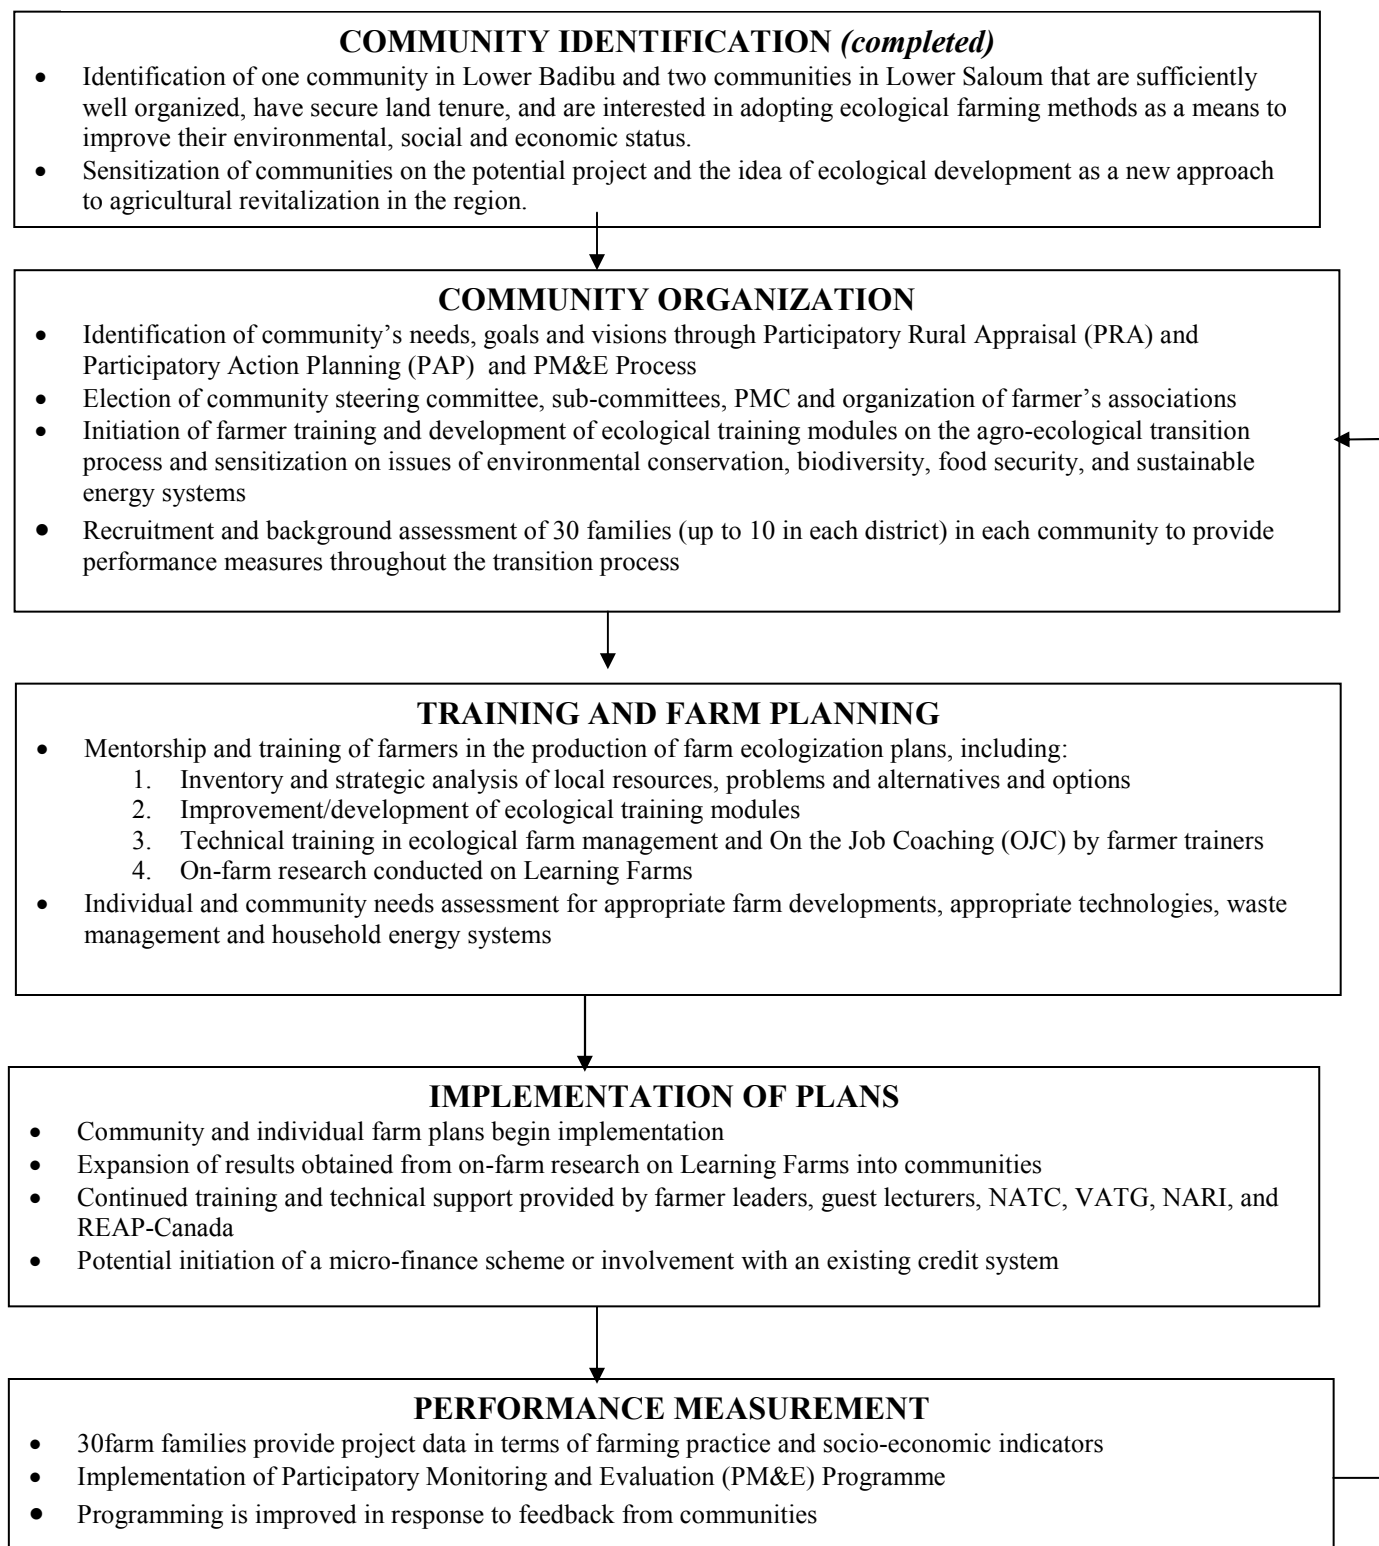 COMMUNITY IDENTIFICATION (completed)
• Identification of one community in Lower Badibu and two communities in Lower Saloum that are sufficiently
well organized, have secure land tenure, and are interested in adopting ecological farming methods as a means to
improve their environmental, social and economic status.
• Sensitization of communities on the potential project and the idea of ecological development as a new approach
to agricultural revitalization in the region.
COMMUNITY ORGANIZATION
• Identification of community’s needs, goals and visions through Participatory Rural Appraisal (PRA) and
Participatory Action Planning (PAP) and PM&E Process
• Election of community steering committee, sub-committees, PMC and organization of farmer’s associations
• Initiation of farmer training and development of ecological training modules on the agro-ecological transition
process and sensitization on issues of environmental conservation, biodiversity, food security, and sustainable
energy systems
• Recruitment and background assessment of 30 families (up to 10 in each district) in each community to provide
performance measures throughout the transition process
TRAINING AND FARM PLANNING
• Mentorship and training of farmers in the production of farm ecologization plans, including:
1. Inventory and strategic analysis of local resources, problems and alternatives and options
2. Improvement/development of ecological training modules
3. Technical training in ecological farm management and On the Job Coaching (OJC) by farmer trainers
4. On-farm research conducted on Learning Farms
• Individual and community needs assessment for appropriate farm developments, appropriate technologies, waste
management and household energy systems
IMPLEMENTATION OF PLANS
• Community and individual farm plans begin implementation
• Expansion of results obtained from on-farm research on Learning Farms into communities
• Continued training and technical support provided by farmer leaders, guest lecturers, NATC, VATG, NARI, and
REAP-Canada
• Potential initiation of a micro-finance scheme or involvement with an existing credit system
PERFORMANCE MEASUREMENT
• 30farm families provide project data in terms of farming practice and socio-economic indicators
• Implementation of Participatory Monitoring and Evaluation (PM&E) Programme
• Programming is improved in response to feedback from communities